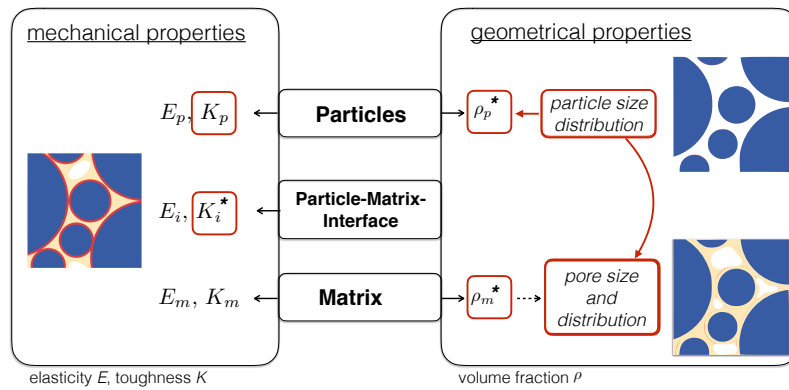 mechanical properties
geometrical properties
E_p, K_p
Particles
ρ_p*
particle size
distribution
E_i, K_i*
Particle-Matrix-
Interface
E_m, K_m
Matrix
ρ_m*
pore size
and
distribution
elasticity E, toughness K
volume fraction ρ